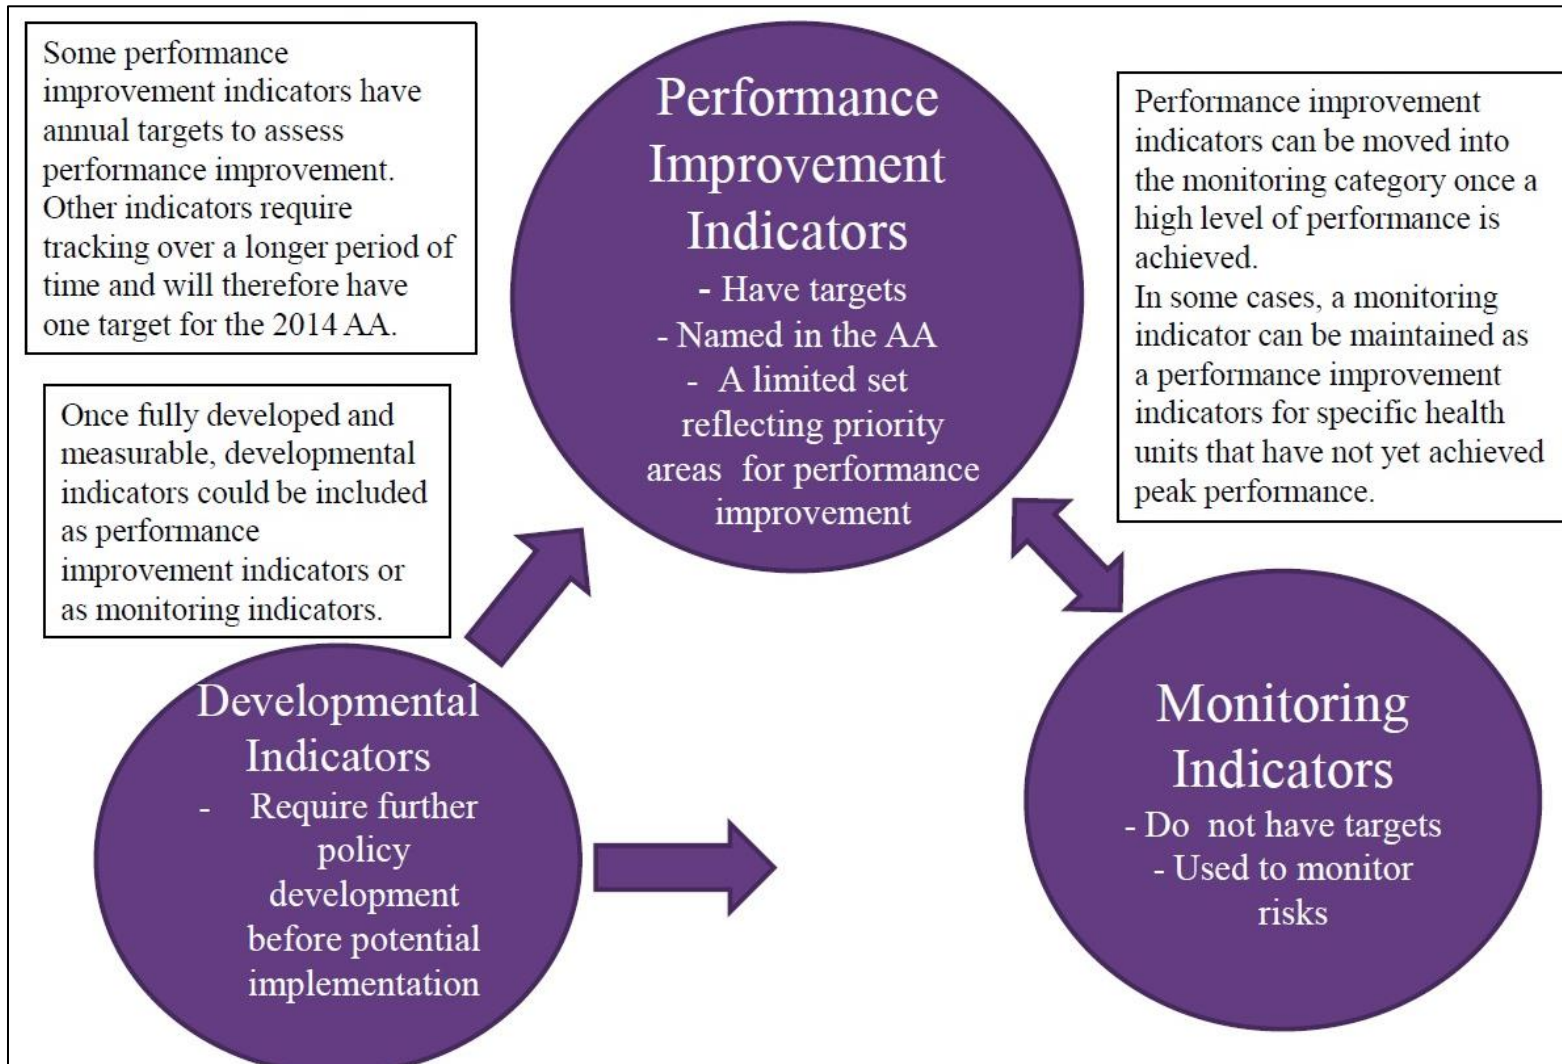 Some performance
improvement indicators have
annual targets to assess
performance improvement.
Other indicators require
tracking over a longer period of
time and will therefore have
one target for the 2014 AA.
Performance
Improvement
Indicators
- Have targets
- Named in the AA
- A limited set
reflecting priority
areas for performance
improvement
Performance improvement
indicators can be moved into
the monitoring category once a
high level of performance is
achieved.
In some cases, a monitoring
indicator can be maintained as
a performance improvement
indicators for specific health
units that have not yet achieved
peak performance.
Once fully developed and
measurable, developmental
indicators could be included
as performance
improvement indicators or
as monitoring indicators.
Developmental
Indicators
- Require further
policy
development
before potential
implementation
Monitoring
Indicators
- Do not have targets
- Used to monitor
risks